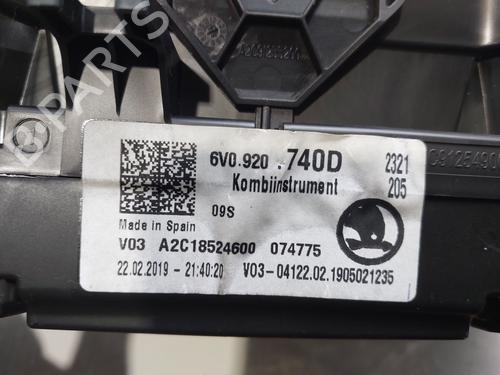 B-PARTS
6V0.920 .740D 2321
Kombiinstrument 205
09S
Made in Spain
V03 A2C18524600 074775
22.02.2019 - 21:40:20 V03-04122.02.1905021235